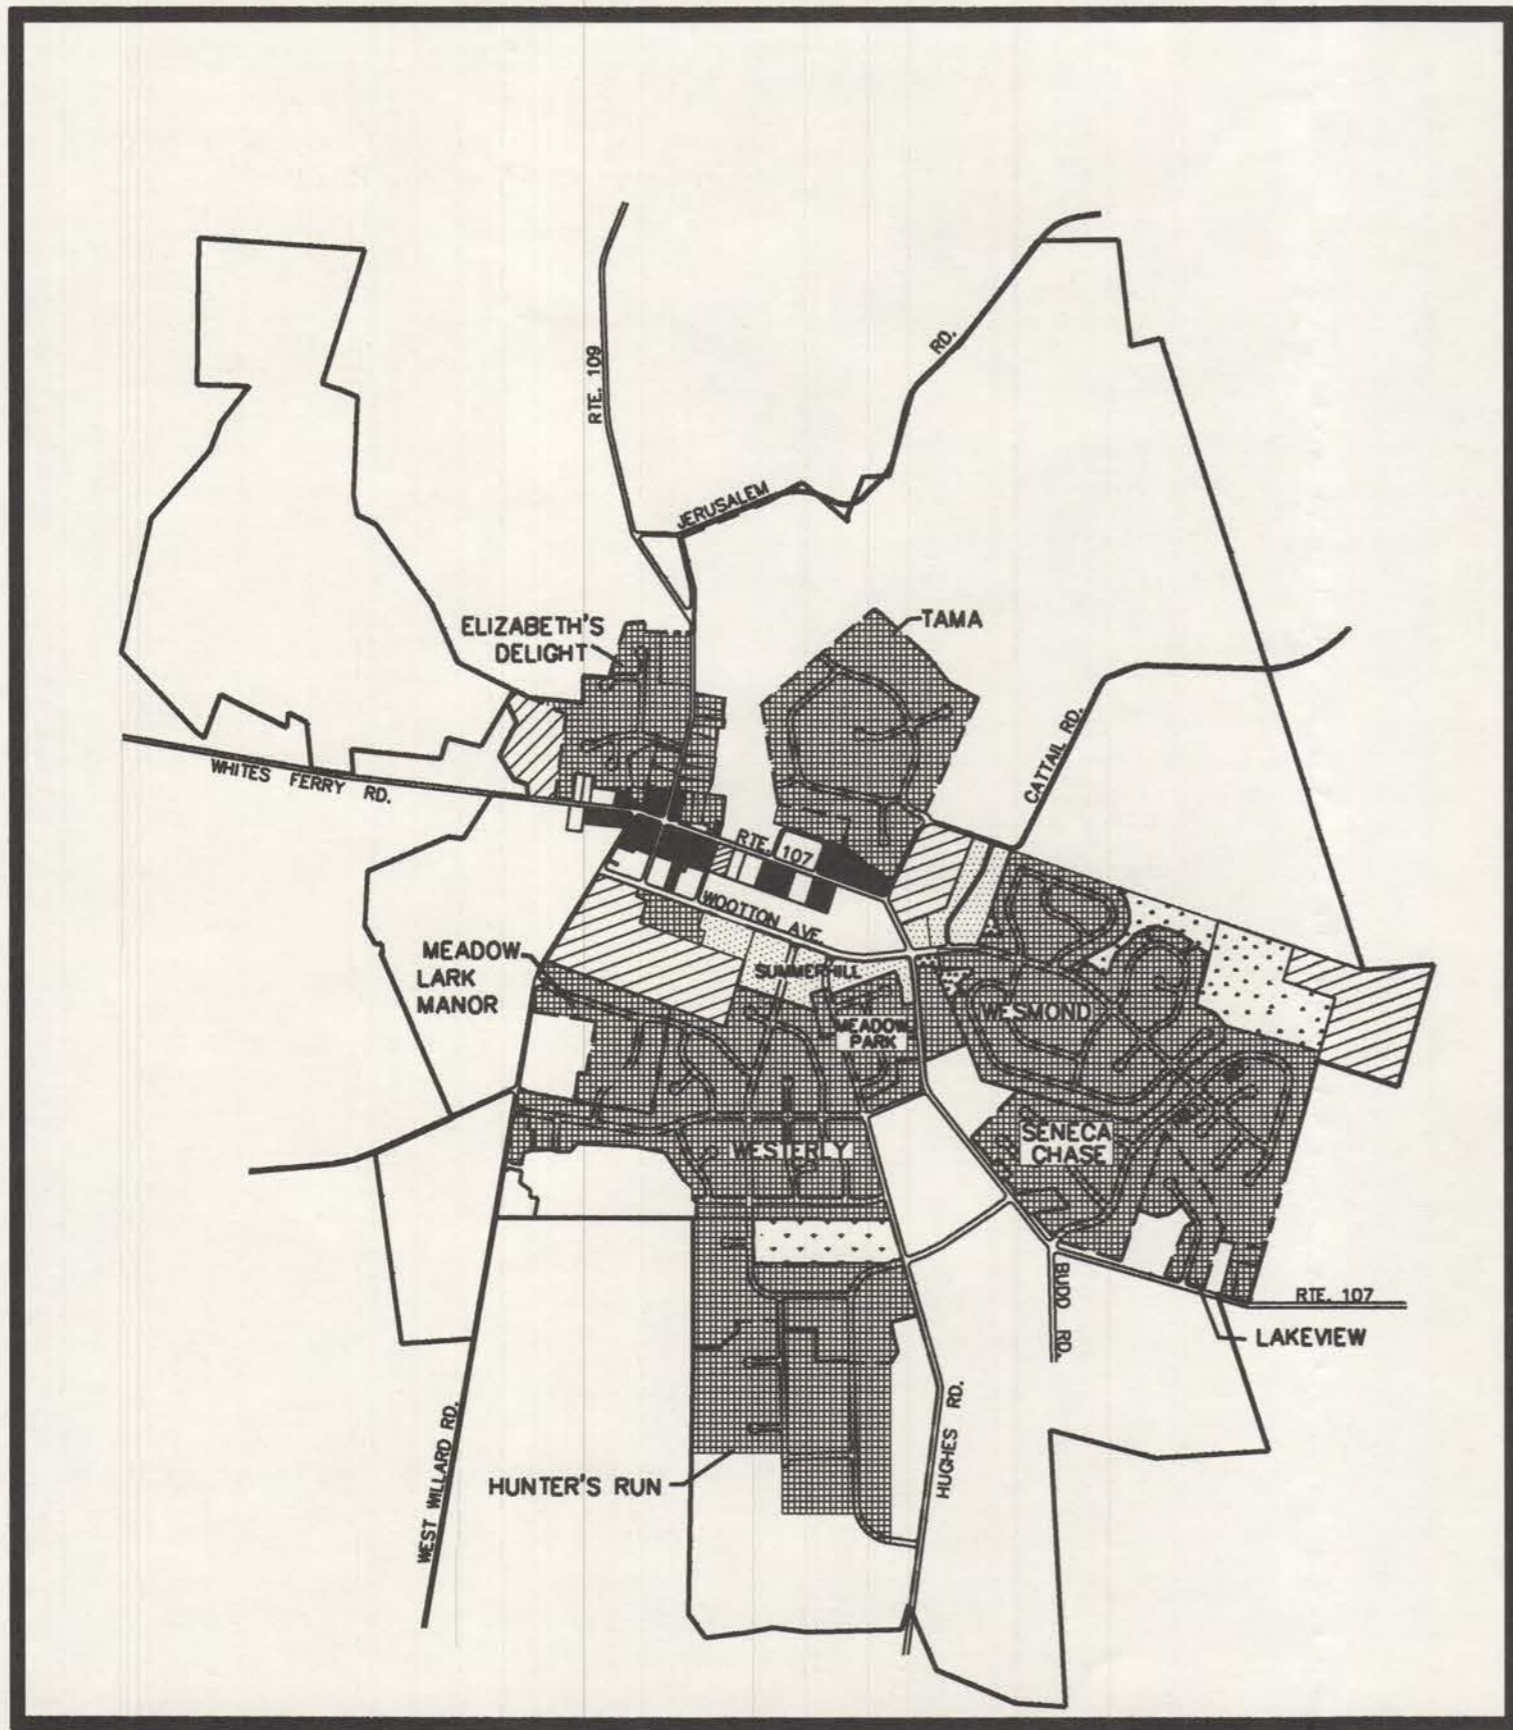 RTE. 109
RD.
JERUSALEM
ELIZABETH'S
DELIGHT
TAMA
CATTAIL RD.
WHITES FERRY RD.
RTE. 107
WOOTTON AVE.
MEADOW
LARK
MANOR
SUMMERHILL
WESMOND
MEADOW
PARK
SENECA
CHASE
WESTERLY
BUDD RD.
RTE. 107
LAKEVIEW
WEST WILLARD RD.
HUGHES RD.
HUNTER'S RUN